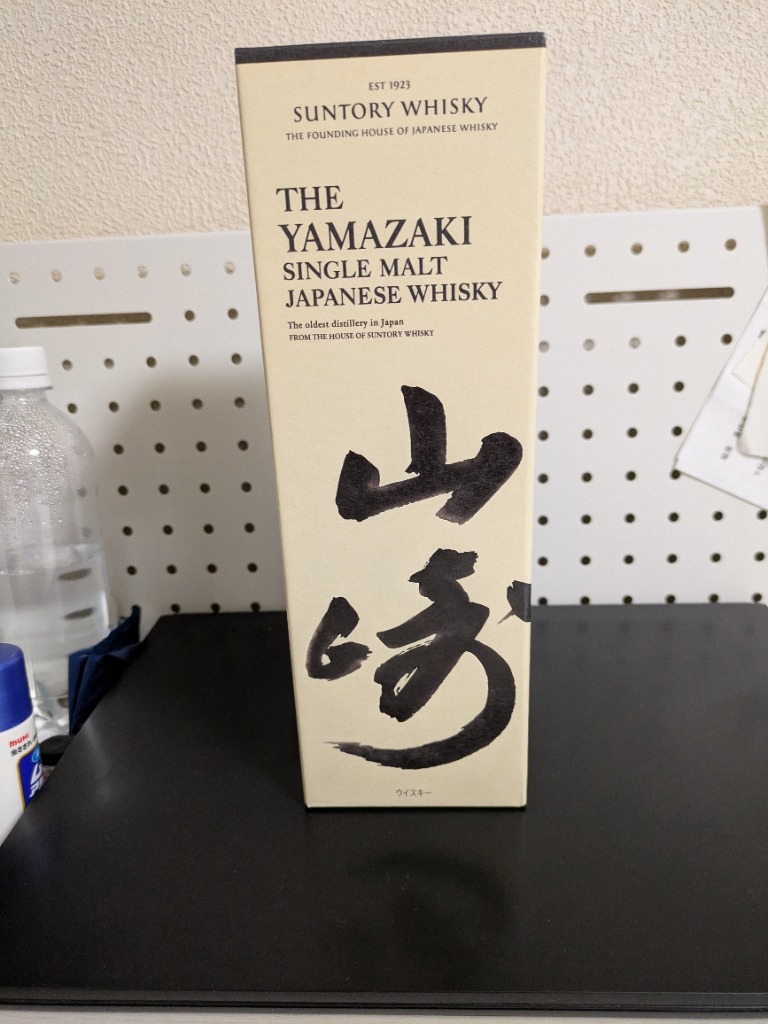 EST 1923
SUNTORY WHISKY
THE FOUNDING HOUSE OF JAPANESE WHISKY
THE
YAMAZAKI
SINGLE MALT
JAPANESE WHISKY
The oldest distillery in Japan
FROM THE HOUSE OF SUNTORY WHISKY
山
崎
ウイスキー
muHi